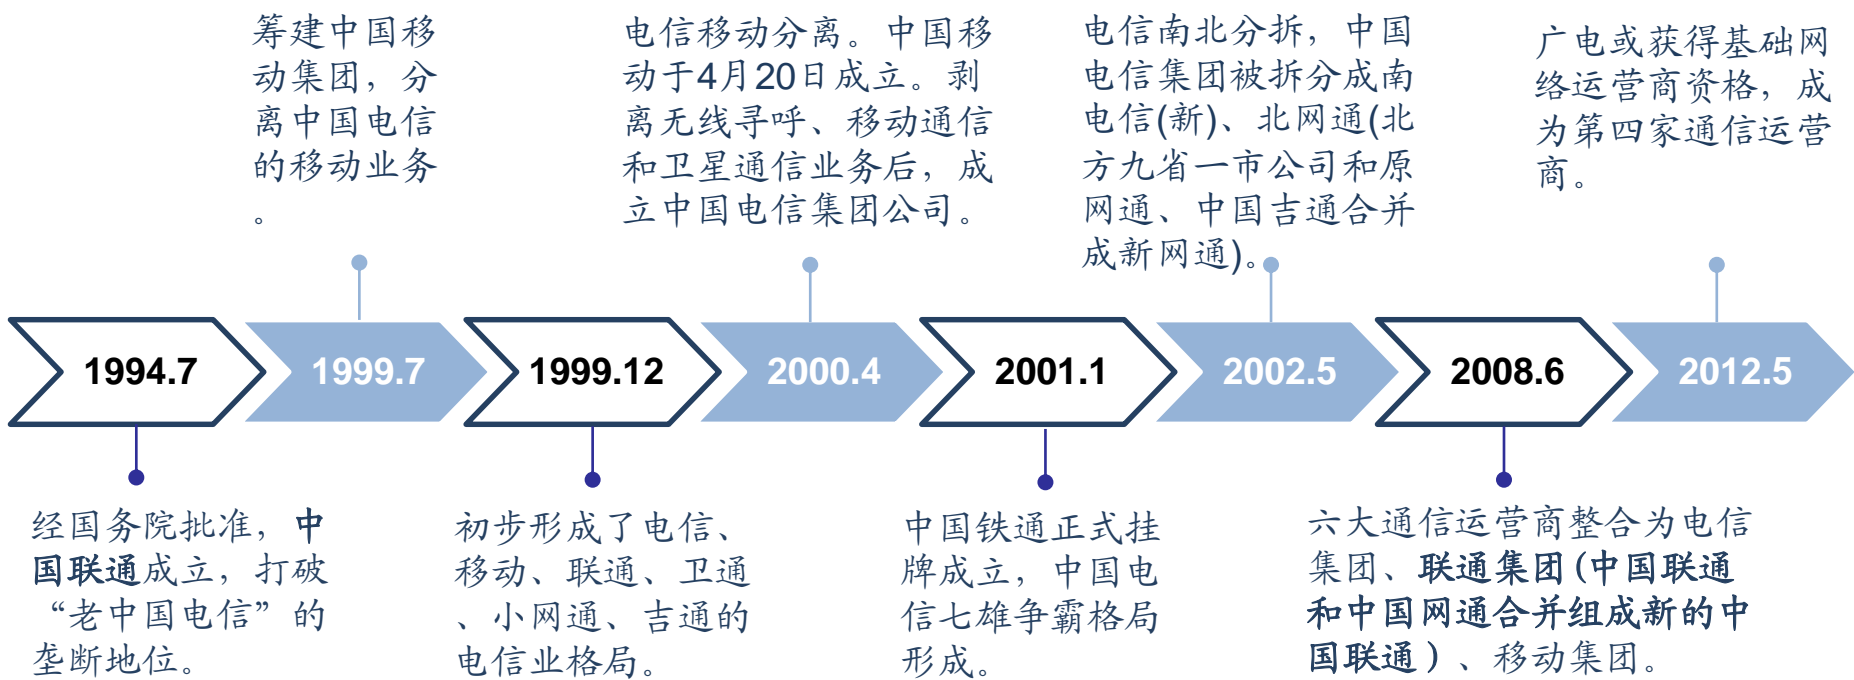 筹建中国移
动集团，分
离中国电信
的移动业务
。
电信移动分离。中国移
动于4月20日成立。剥
离无线寻呼、移动通信
和卫星通信业务后，成
立中国电信集团公司。
电信南北分拆，中国
电信集团被拆分成南
电信(新)、北网通(北
方九省一市公司和原
网通、中国吉通合并
成新网通)。
广电或获得基础网
络运营商资格，成
为第四家通信运营
商。
1994.7
1999.7
1999.12
2000.4
2001.1
2002.5
2008.6
2012.5
经国务院批准，中
国联通成立，打破
“老中国电信”的
垄断地位。
初步形成了电信、
移动、联通、卫通
、小网通、吉通的
电信业格局。
中国铁通正式挂
牌成立，中国电
信七雄争霸格局
形成。
六大通信运营商整合为电信
集团、联通集团(中国联通
和中国网通合并组成新的中
国联通）、移动集团。